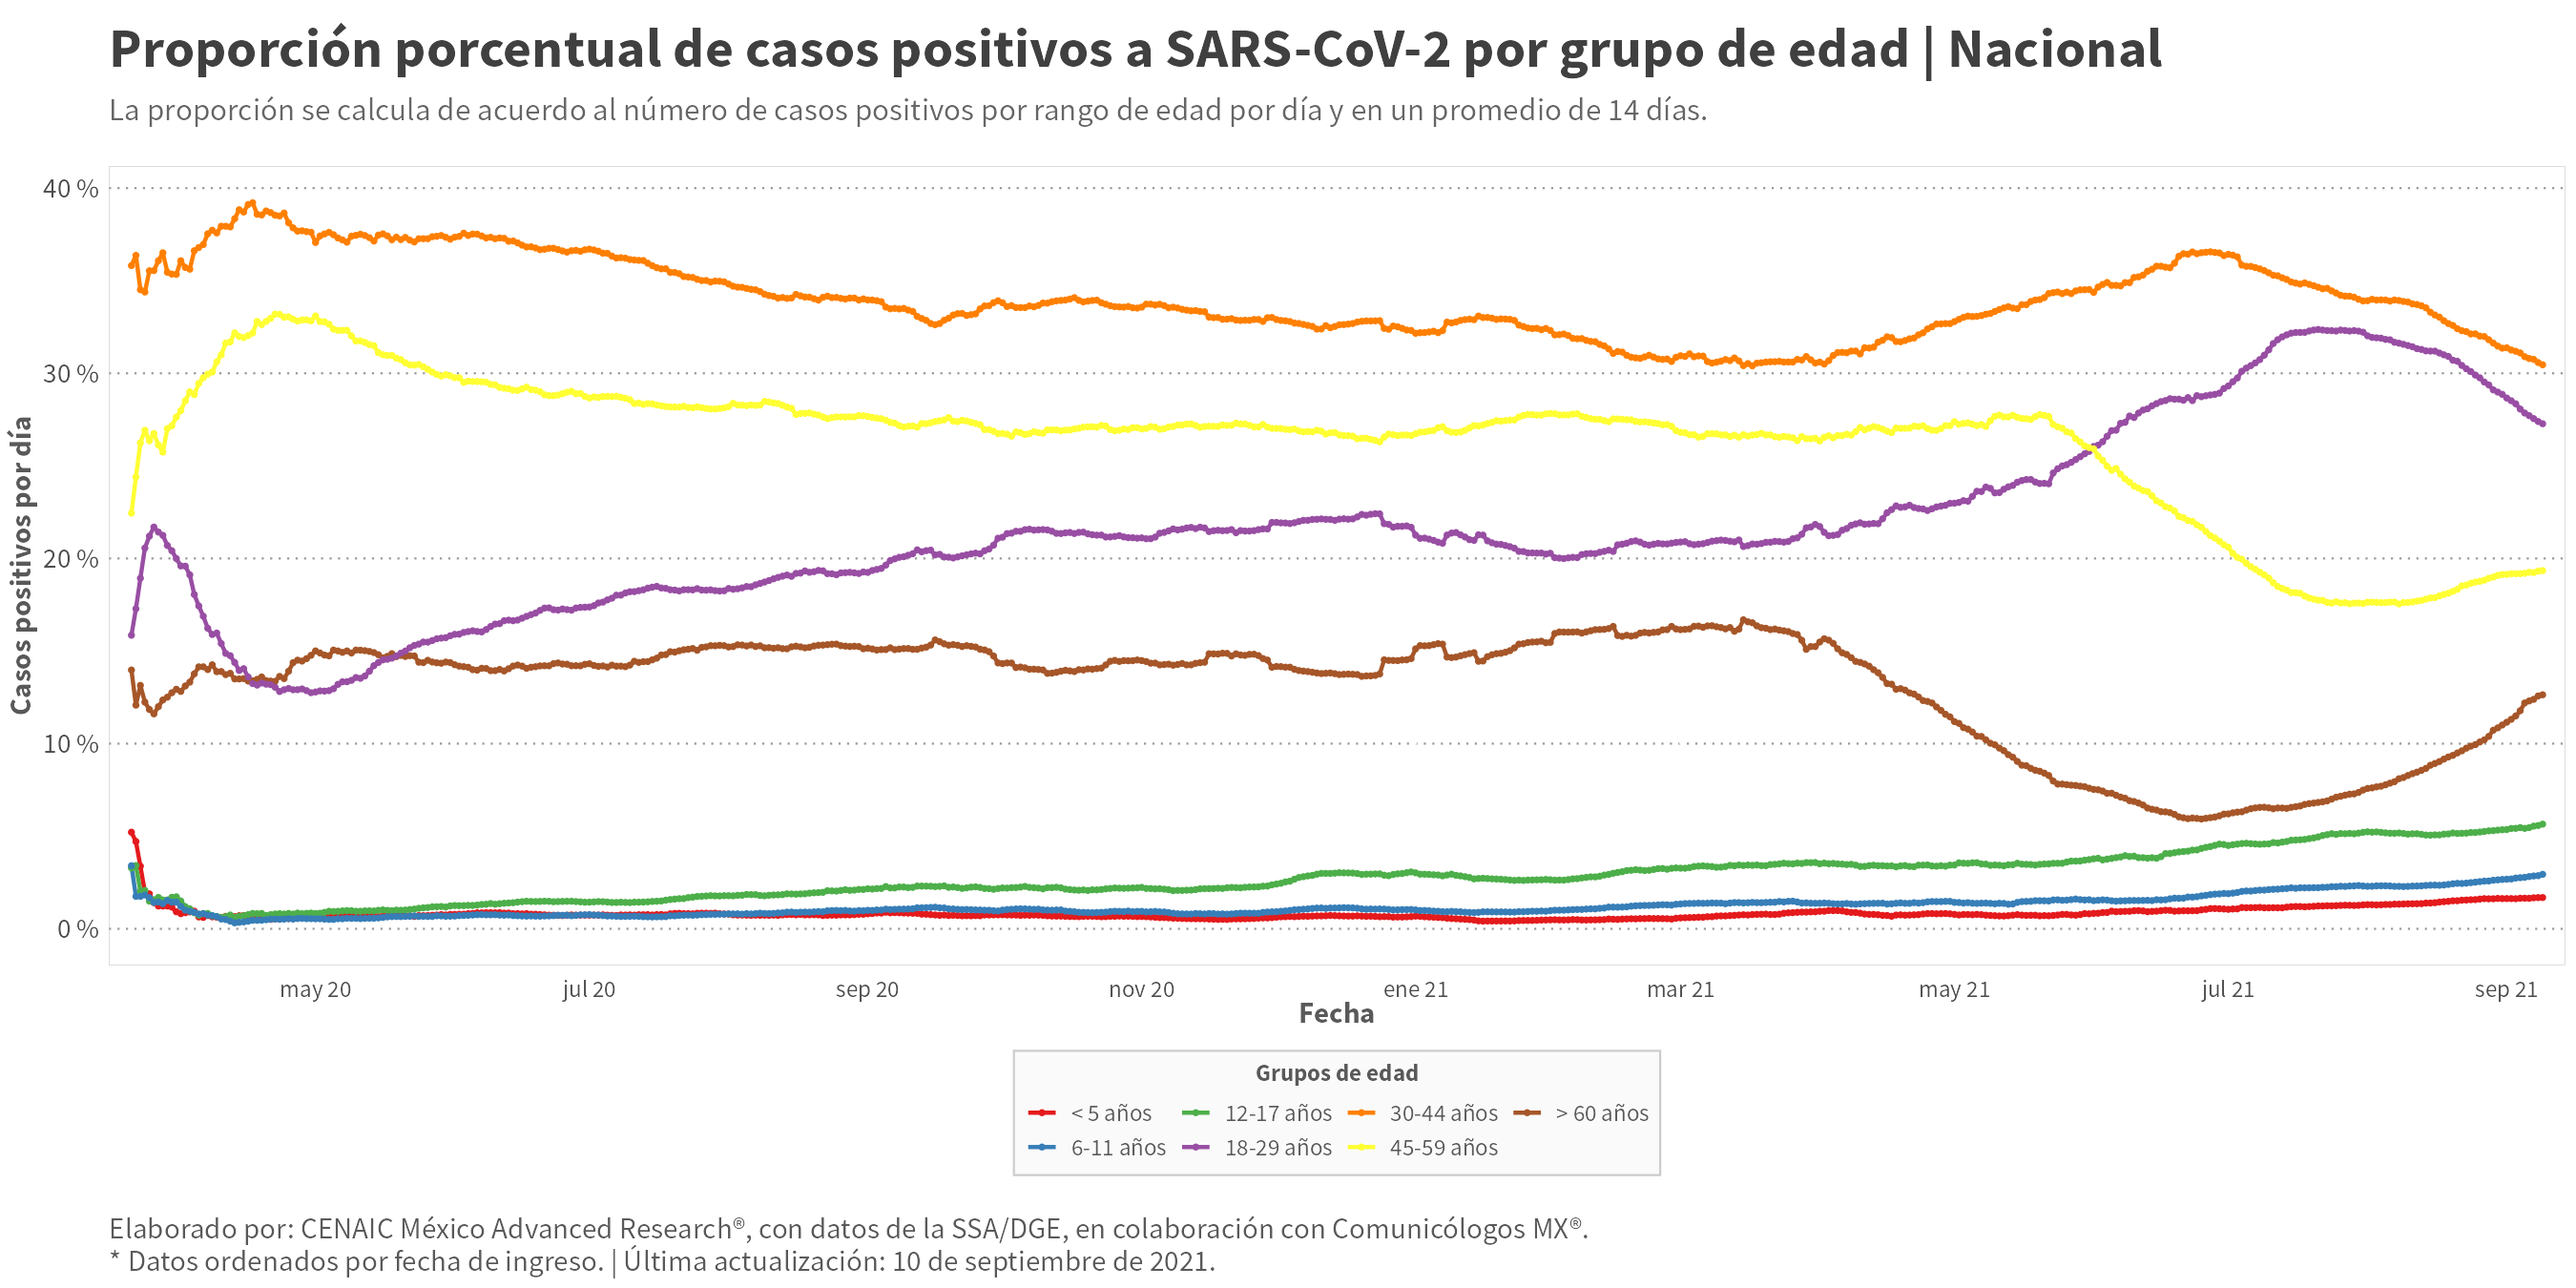 Proporción porcentual de casos positivos a SARS-CoV-2 por grupo de edad | Nacional
La proporción se calcula de acuerdo al número de casos positivos por rango de edad por día y en un promedio de 14 días.
Casos positivos por día
40 %
30 %
20 %
10 %
0 %
may 20 jul 20 sep 20 nov 20 ene 21 mar 21 may 21 jul 21 sep 21
Fecha
Grupos de edad
< 5 años 12-17 años 30-44 años > 60 años
6-11 años 18-29 años 45-59 años
Elaborado por: CENAIC México Advanced Research®, con datos de la SSA/DGE, en colaboración con Comunicólogos MX®.
* Datos ordenados por fecha de ingreso. | Última actualización: 10 de septiembre de 2021.